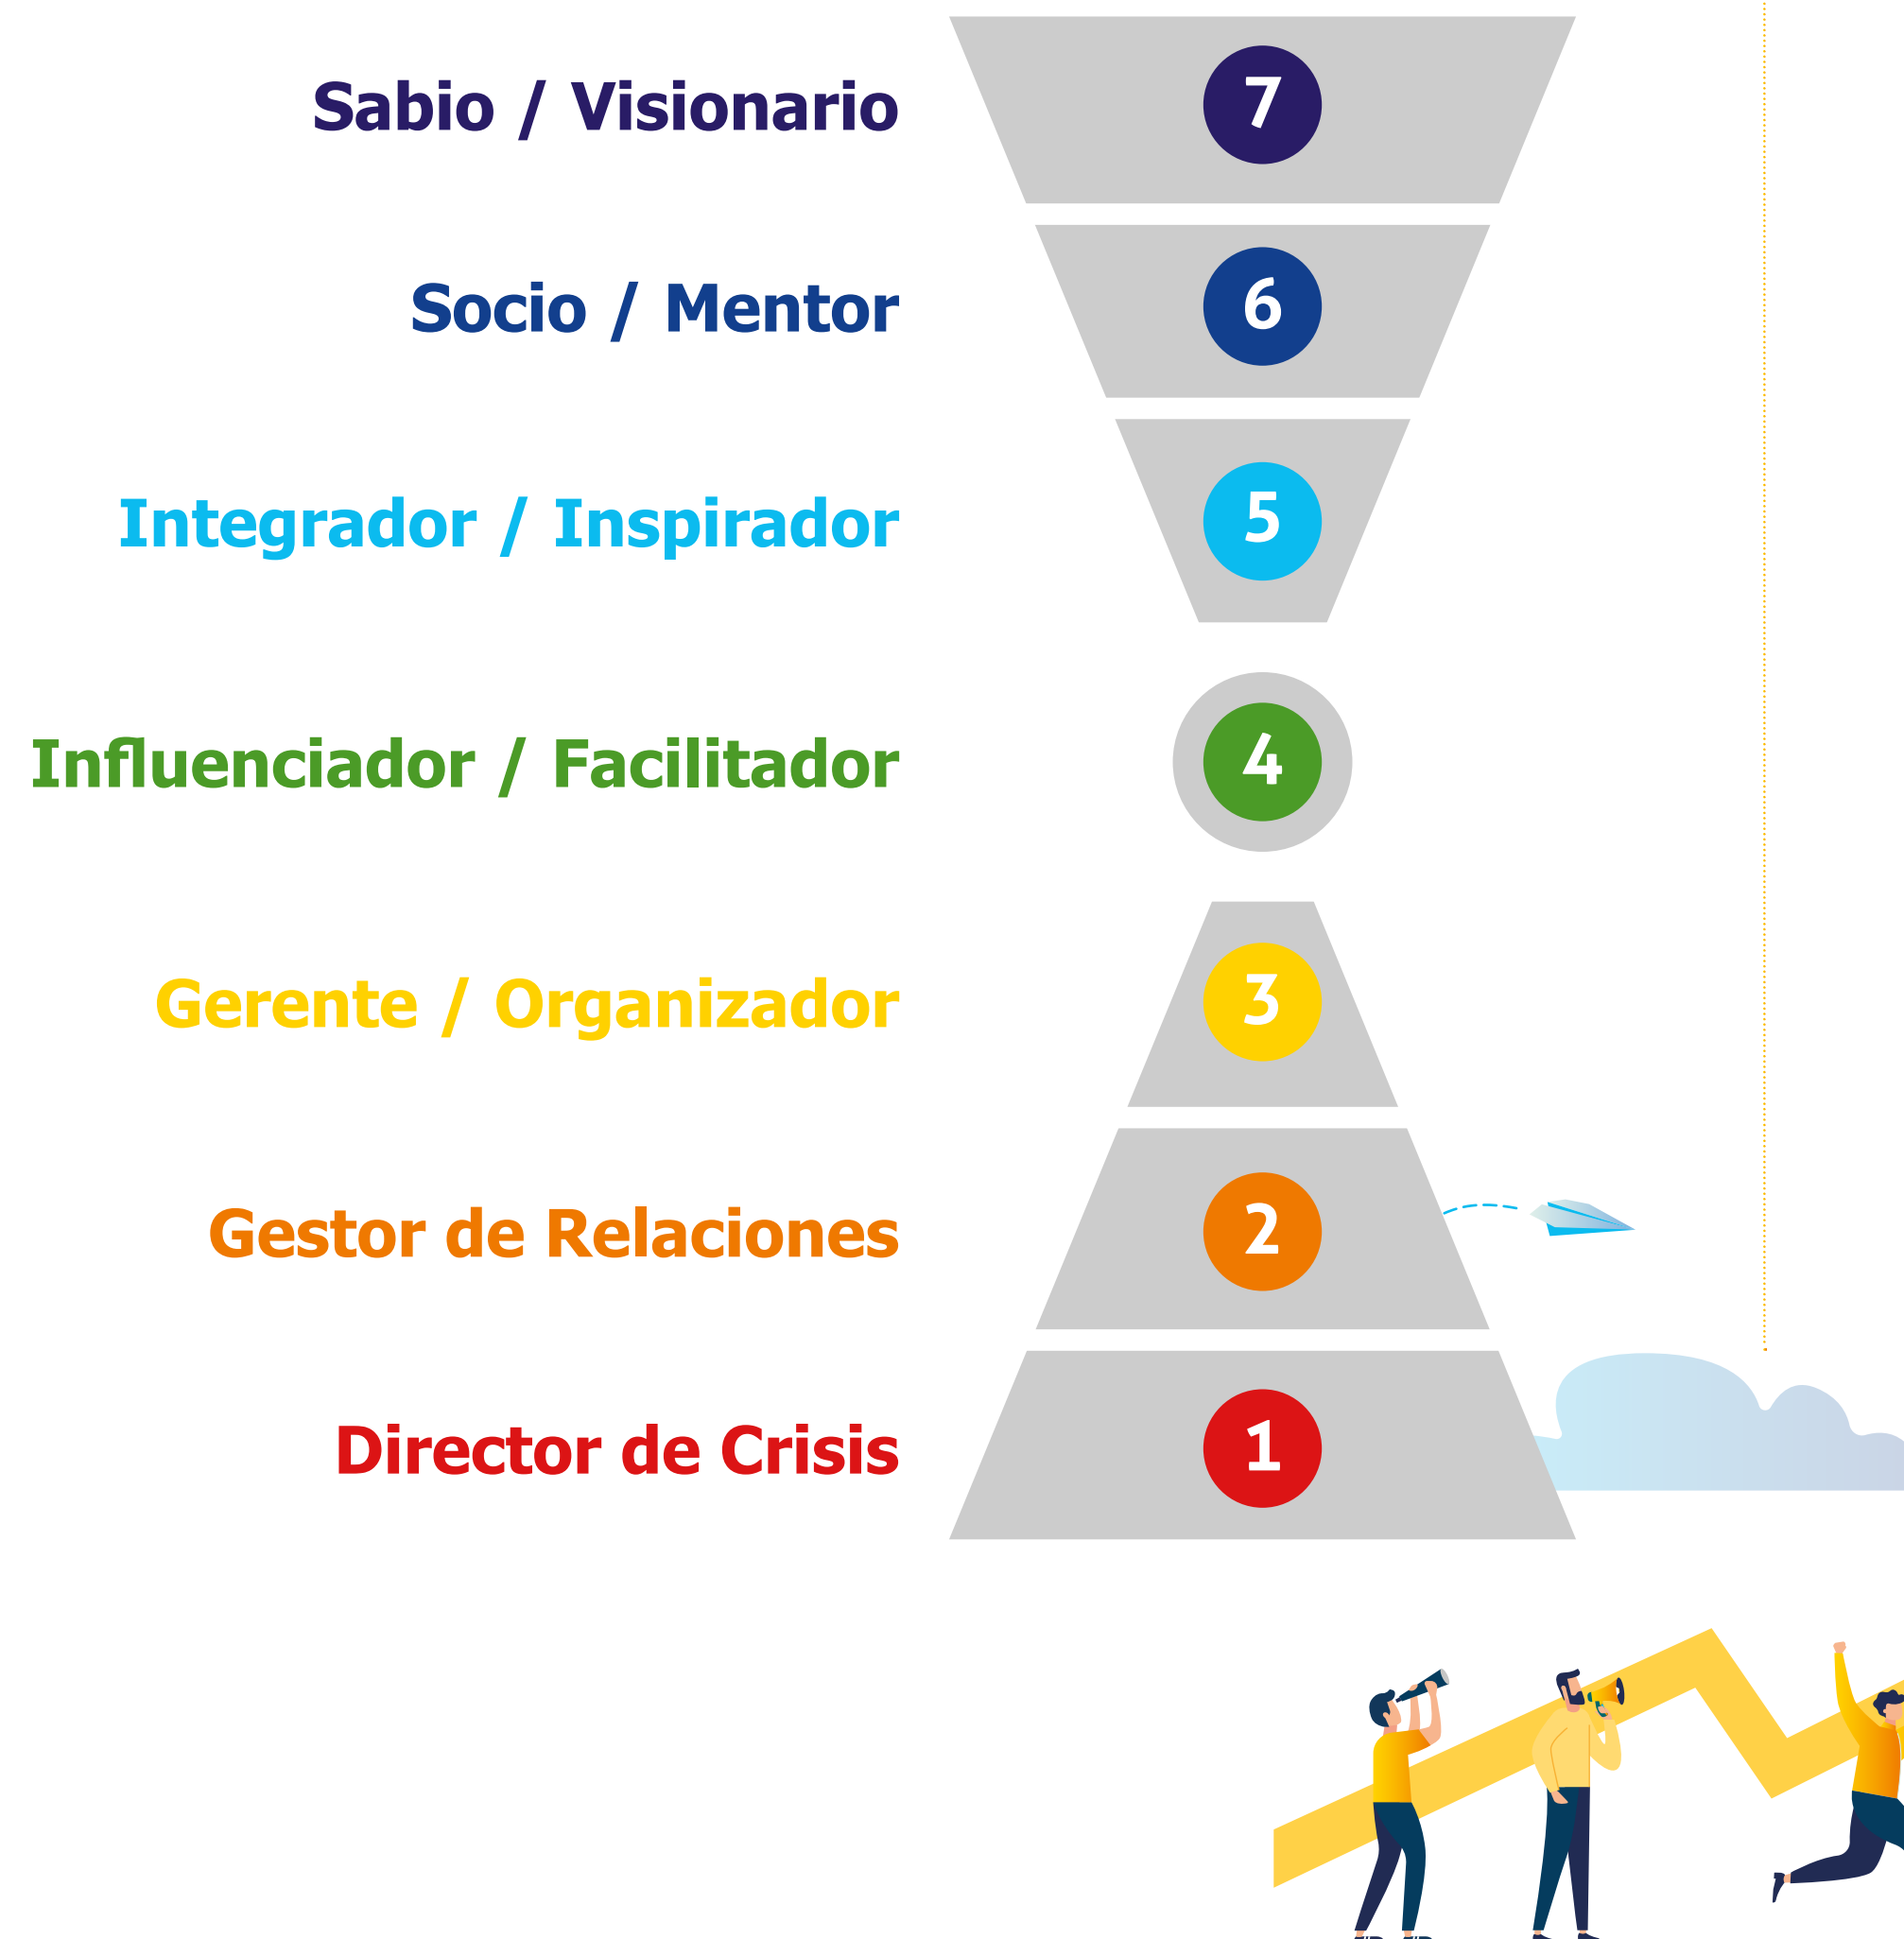 Sabio / Visionario 7
Socio / Mentor 6
Integrador / Inspirador 5
Influenciador / Facilitador 4
Gerente / Organizador 3
Gestor de Relaciones 2
Director de Crisis 1